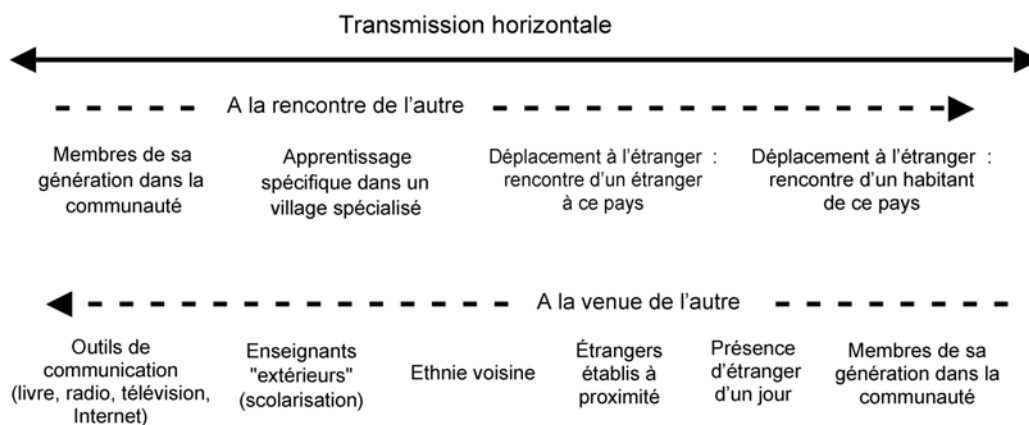 Transmission horizontale
A la rencontre de l'autre
Membres de sa
génération dans la
communauté
Apprentissage
spécifique dans un
village spécialisé
Déplacement à l'étranger :
rencontre d'un étranger
à ce pays
Déplacement à l'étranger :
rencontre d'un habitant
de ce pays
A la venue de l'autre
Outils de
communication
(livre, radio, télévision,
Internet)
Enseignants
"extérieurs"
(scolarisation)
Ethnie voisine
Étrangers
établis à
proximité
Présence
d'étranger
d'un jour
Membres de sa
génération dans la
communauté